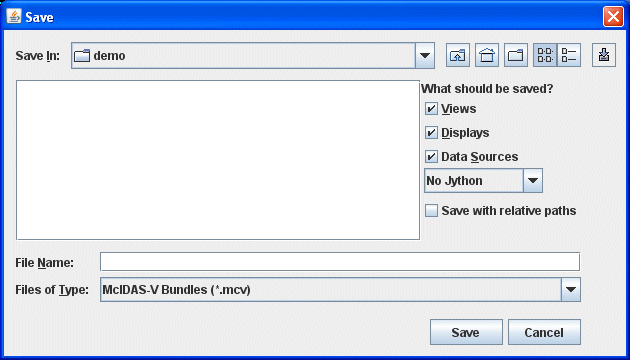 Save
Save In: demo
What should be saved?
Views
Displays
Data Sources
No Jython
Save with relative paths
File Name:
Files of Type: McIDAS-V Bundles (*.mcv)
Save Cancel